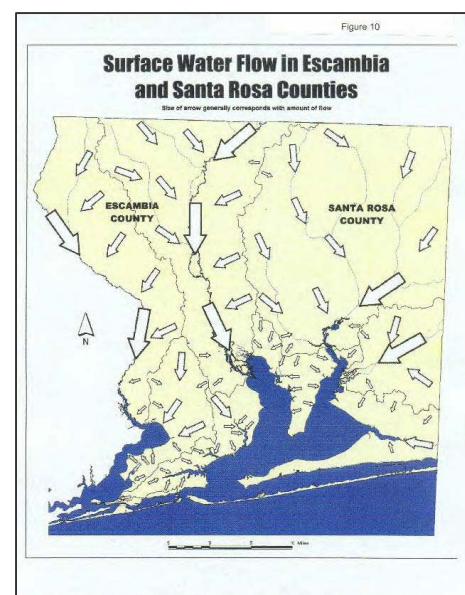 Figure 10
Surface Water Flow in Escambia
and Santa Rosa Counties
Size of arrow generally corresponds with amount of flow
ESCAMBIA
COUNTY
SANTA ROSA
COUNTY
N
Miles